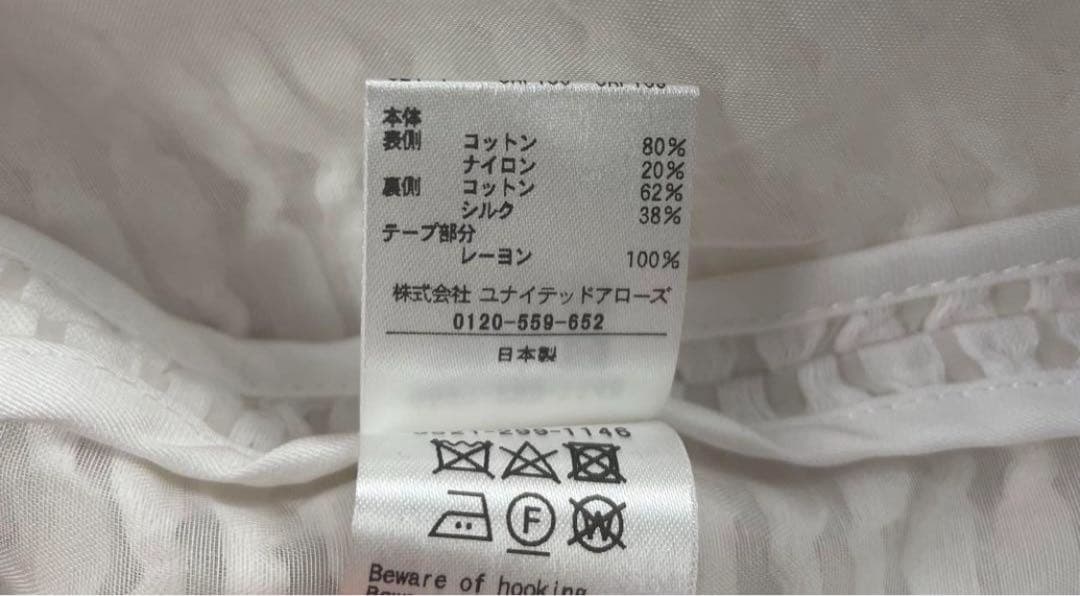 本体
表側 コットン 80%
ナイロン 20%
裏側 コットン 62%
シルク 38%
テープ部分
レーヨン 100%
株式会社 ユナイテッドアローズ
0120-559-652
日本製
-299-1146
F
W
Beware of hooking